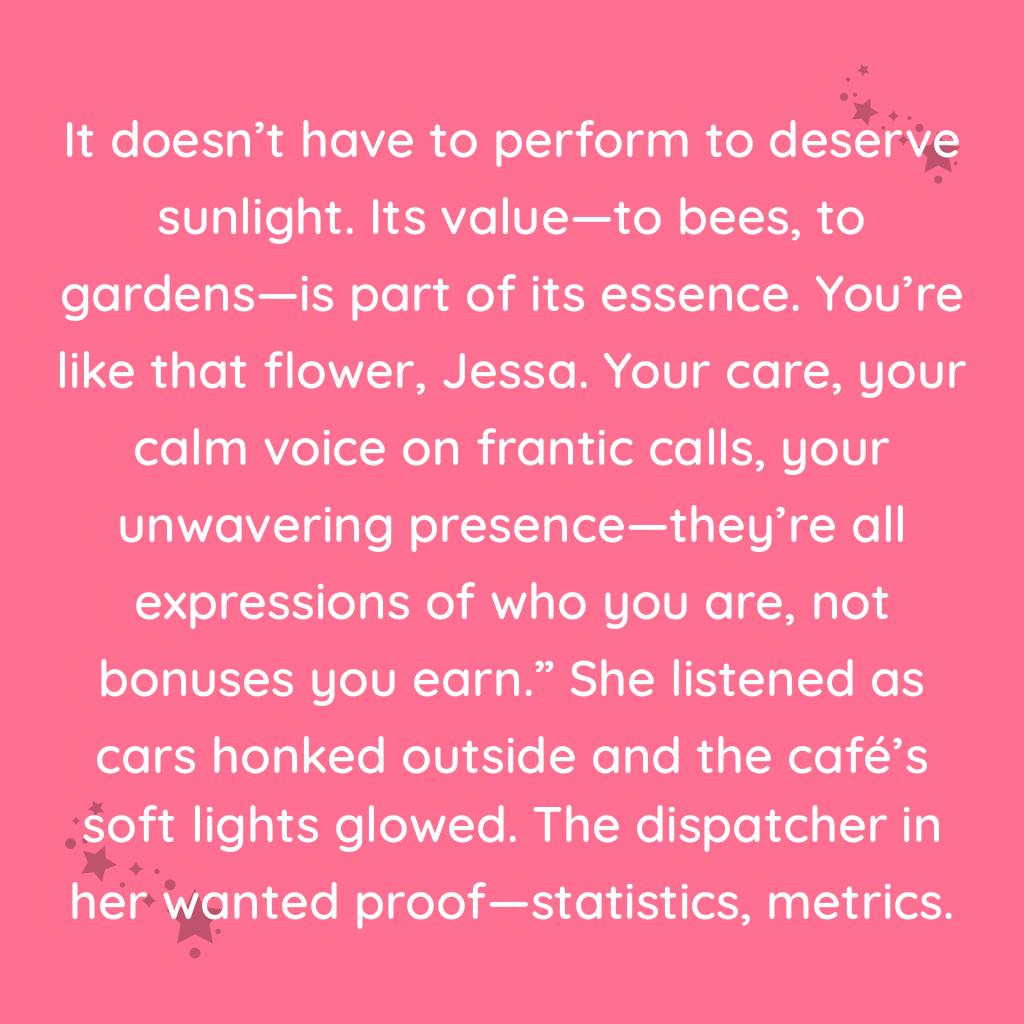 It doesn’t have to perform to deserve
sunlight. Its value—to bees, to
gardens—is part of its essence. You’re
like that flower, Jessa. Your care, your
calm voice on frantic calls, your
unwavering presence—they’re all
expressions of who you are, not
bonuses you earn.” She listened as
cars honked outside and the café’s
soft lights glowed. The dispatcher in
her wanted proof—statistics, metrics.